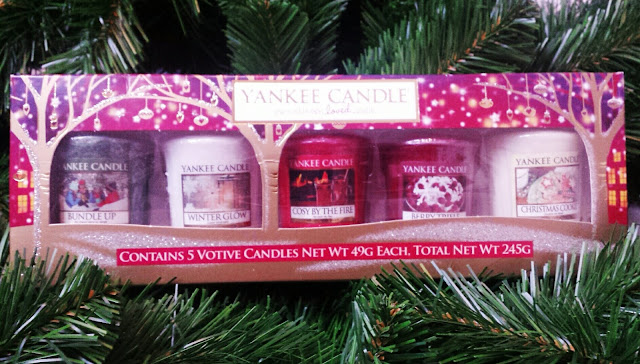 YANKEE CANDLE
loved
YANKEE CANDLE
BUNDLE UP
YANKEE CANDLE
WINTER GLOW
YANKEE CANDLE
COSY BY THE FIRE
YANKEE CANDLE
BERRY
YANKEE CANDLE
CHRISTMAS COOKIE
CONTAINS 5 VOTIVE CANDLES NET WT 49G EACH. TOTAL NET WT 245G